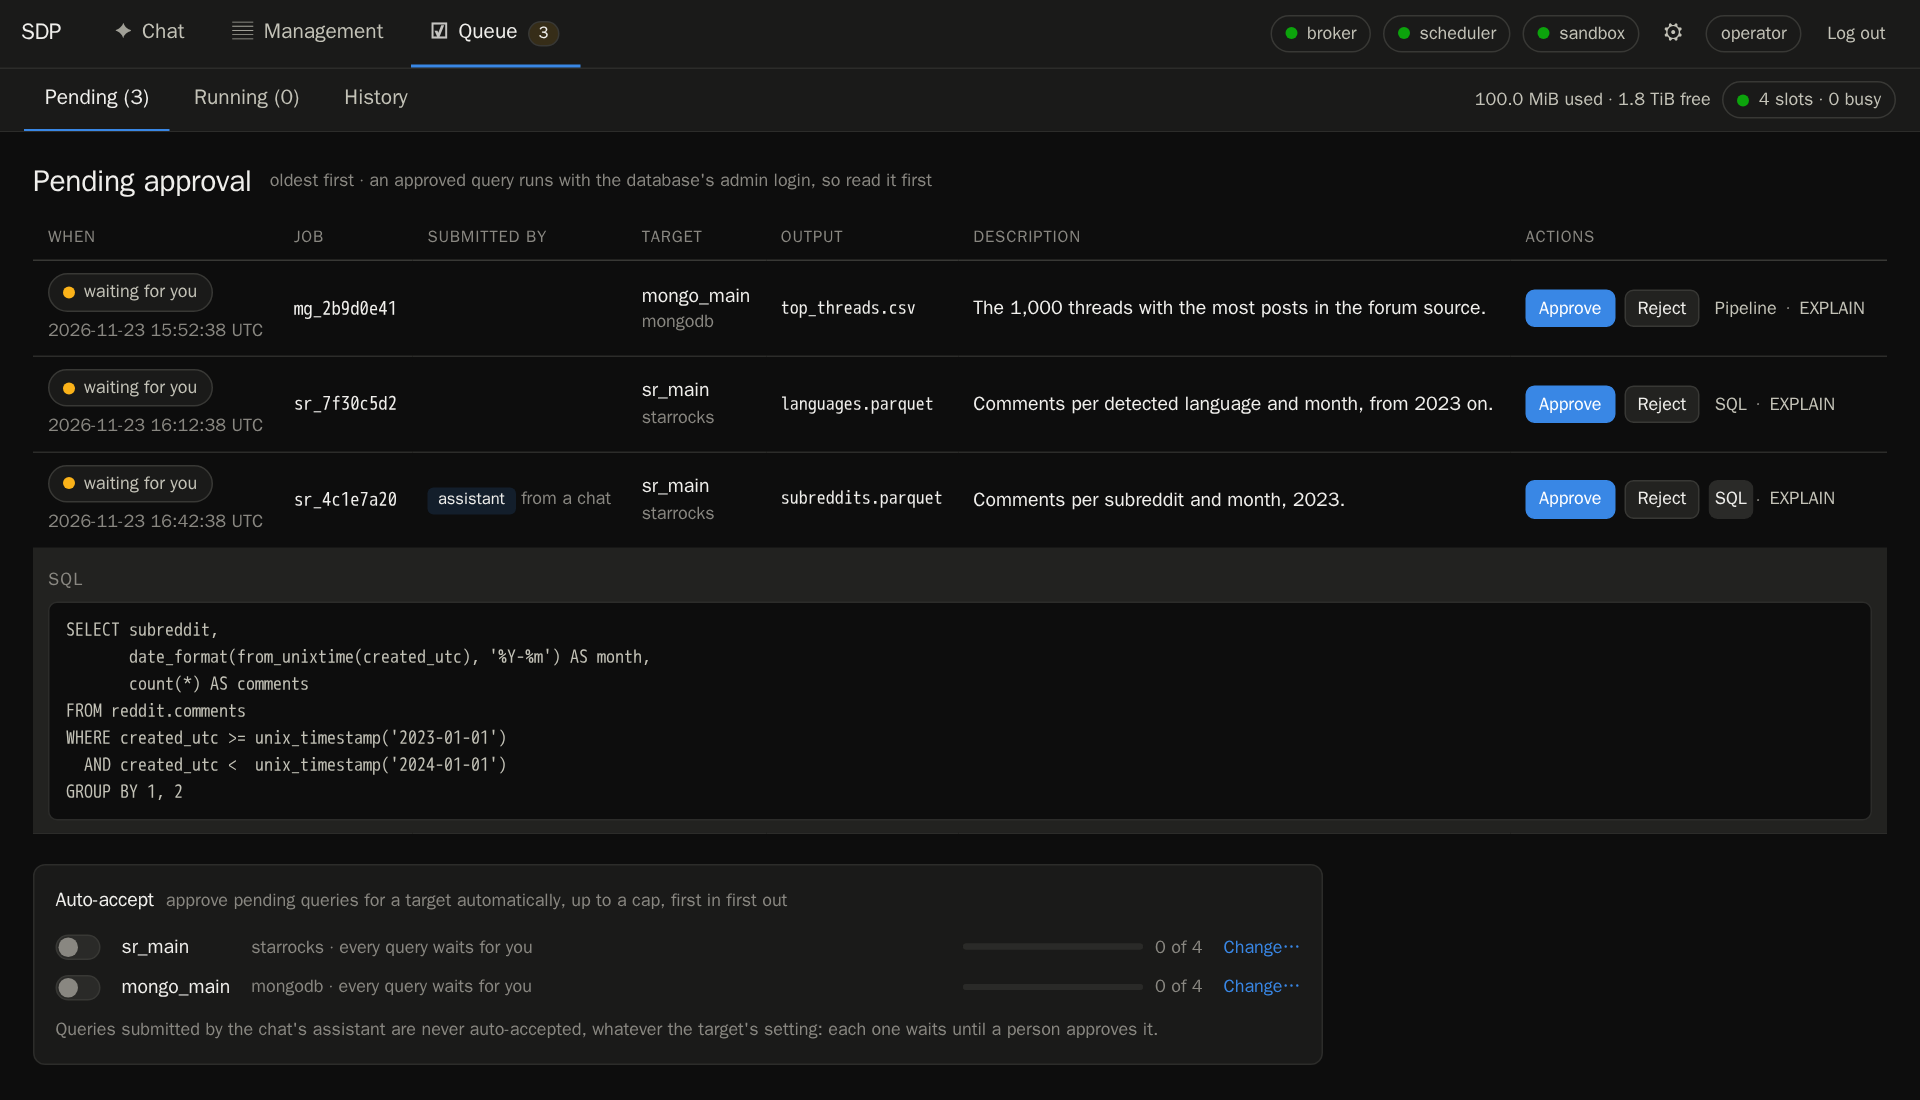 SDP
Chat
Management
Queue 3
broker
scheduler
sandbox
operator
Log out
Pending (3)
Running (0)
History
100.0 MiB used · 1.8 TiB free
4 slots · 0 busy
Pending approval
oldest first · an approved query runs with the database's admin login, so read it first
WHEN JOB SUBMITTED BY TARGET OUTPUT DESCRIPTION ACTIONS
waiting for you
2026-11-23 15:52:38 UTC
mg_2b9d0e41
mongo_main
mongodb
top_threads.csv
The 1,000 threads with the most posts in the forum source.
Approve Reject Pipeline · EXPLAIN
waiting for you
2026-11-23 16:12:38 UTC
sr_7f30c5d2
sr_main
starrocks
languages.parquet
Comments per detected language and month, from 2023 on.
Approve Reject SQL · EXPLAIN
waiting for you
2026-11-23 16:42:38 UTC
sr_4c1e7a20
assistant from a chat
sr_main
starrocks
subreddits.parquet
Comments per subreddit and month, 2023.
Approve Reject SQL · EXPLAIN
SQL
SELECT subreddit,
       date_format(from_unixtime(created_utc), '%Y-%m') AS month,
       count(*) AS comments
FROM reddit.comments
WHERE created_utc >= unix_timestamp('2023-01-01')
  AND created_utc <  unix_timestamp('2024-01-01')
GROUP BY 1, 2
Auto-accept approve pending queries for a target automatically, up to a cap, first in first out
sr_main starrocks · every query waits for you 0 of 4 Change···
mongo_main mongodb · every query waits for you 0 of 4 Change···
Queries submitted by the chat's assistant are never auto-accepted, whatever the target's setting: each one waits until a person approves it.